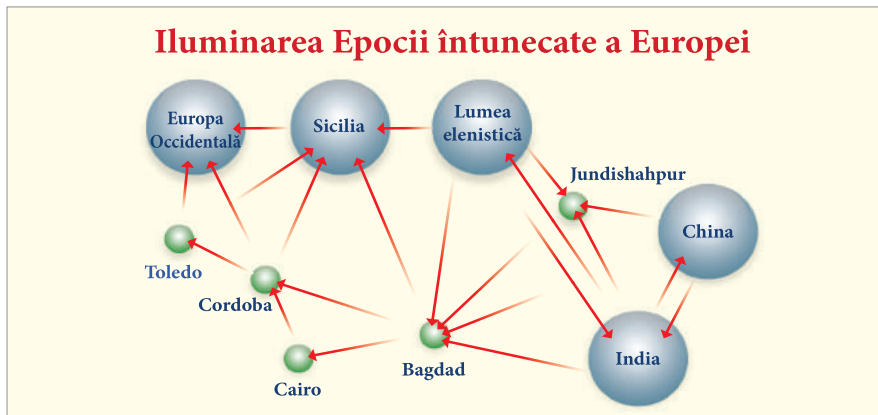 Iluminarea Epocii întunecate a Europei
Europa
Occidentală
Sicilia
Lumea
elenistică
Jundishahpur
China
Toledo
Cordoba
Cairo
Bagdad
India